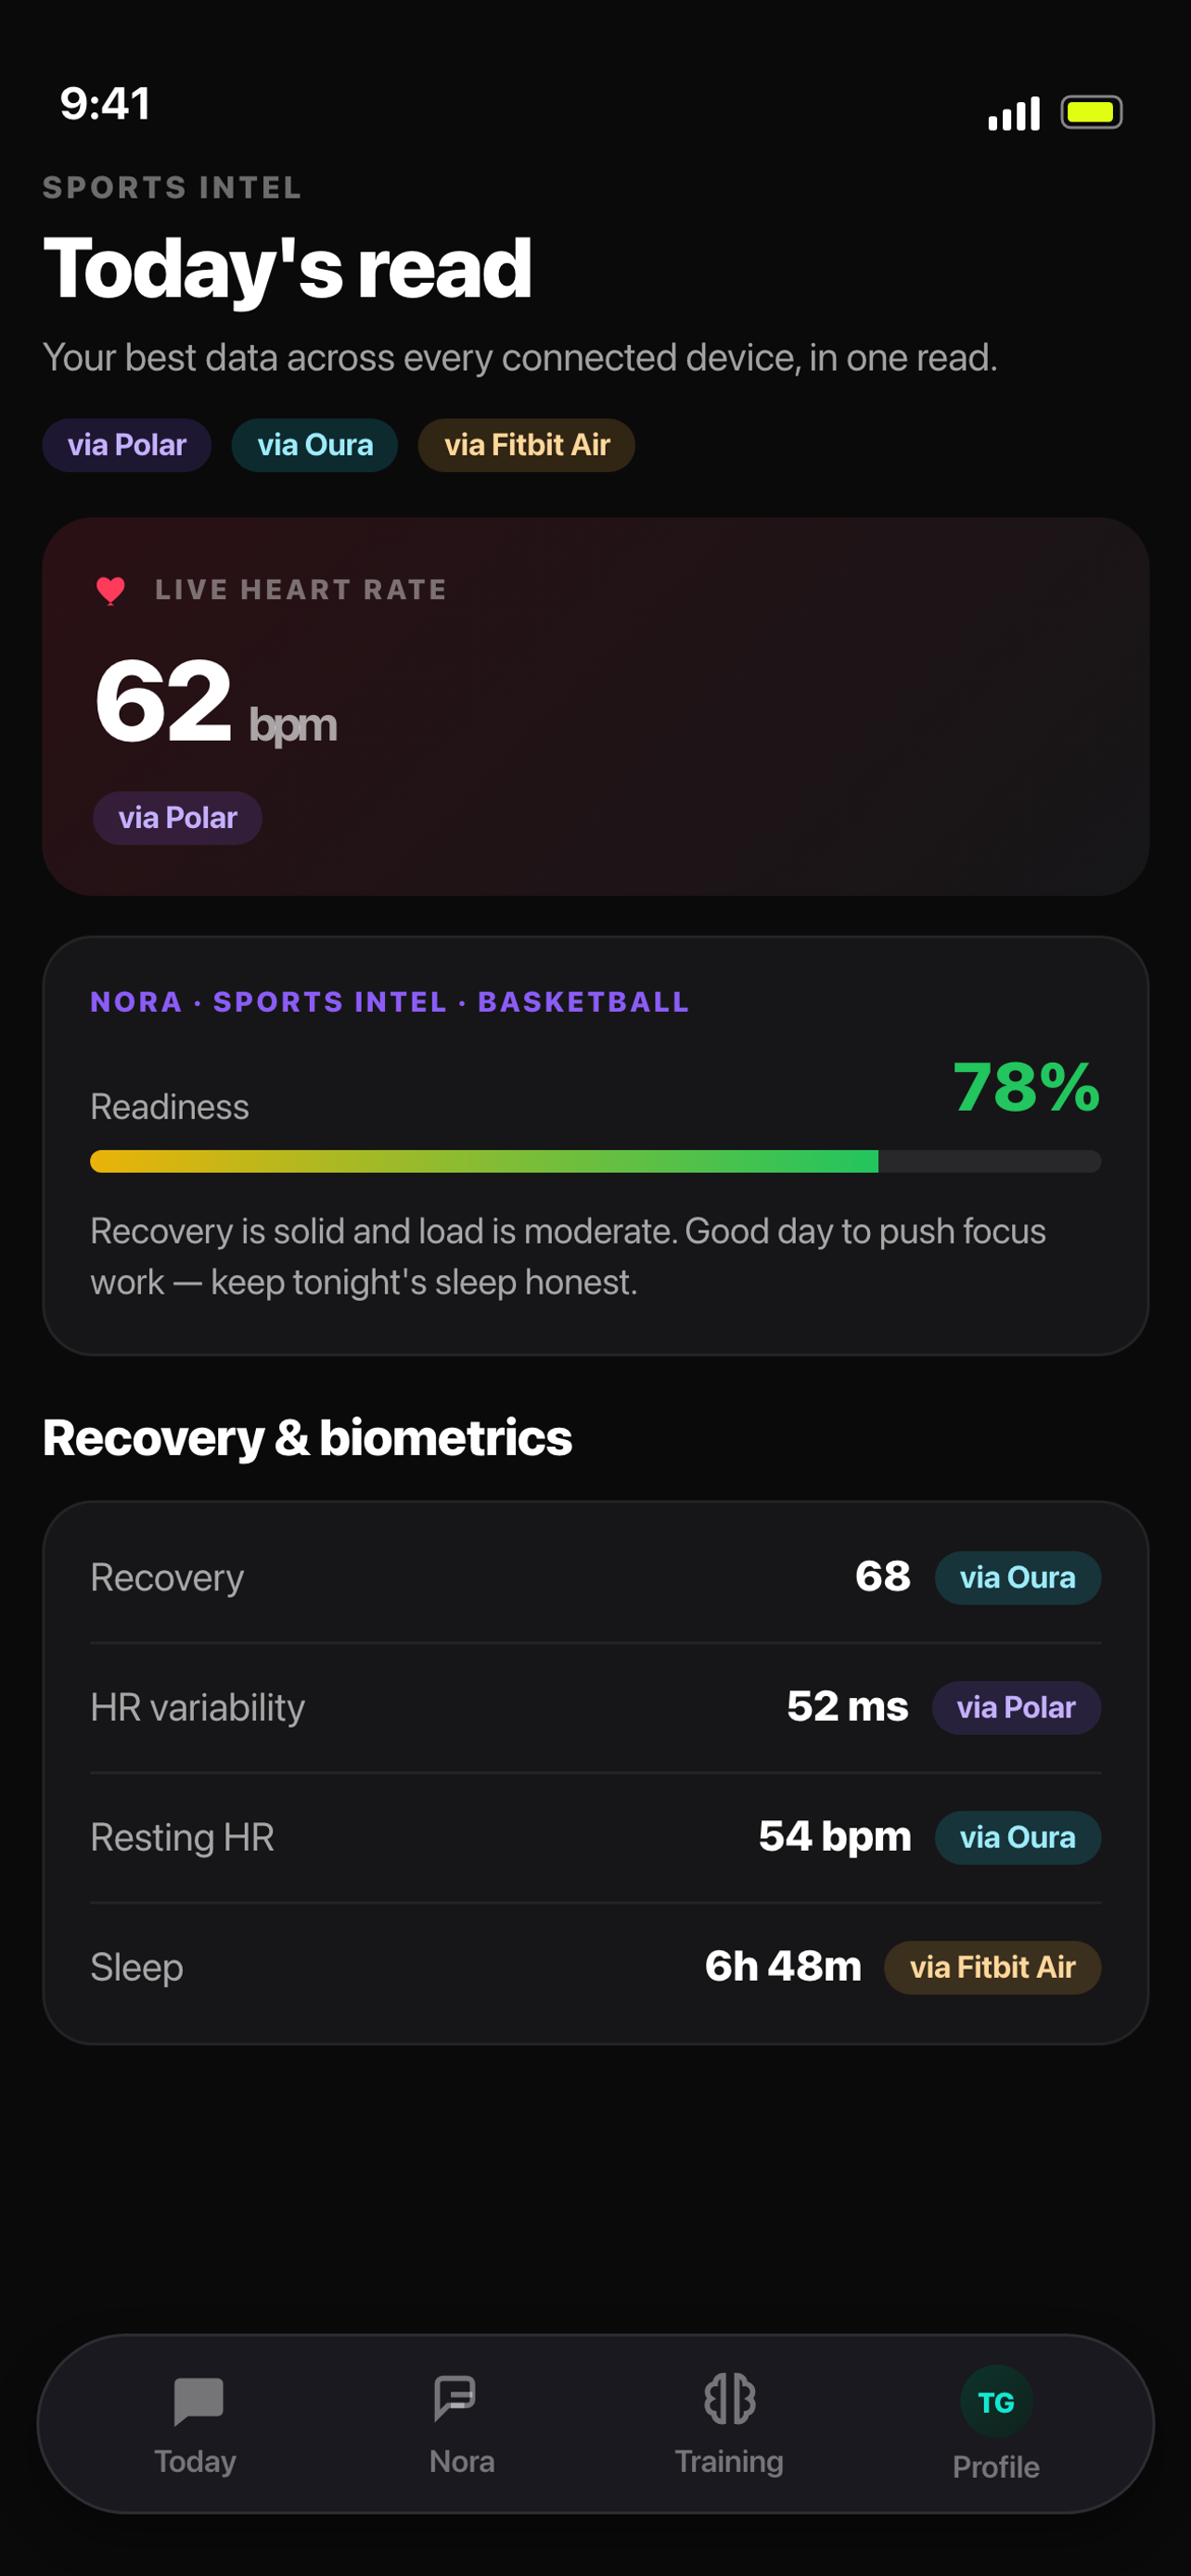 9:41
SPORTS INTEL
Today's read
Your best data across every connected device, in one read.
via Polar via Oura via Fitbit Air
LIVE HEART RATE
62 bpm
via Polar
NORA · SPORTS INTEL · BASKETBALL
Readiness 78%
Recovery is solid and load is moderate. Good day to push focus
work — keep tonight's sleep honest.
Recovery & biometrics
Recovery 68 via Oura
HR variability 52 ms via Polar
Resting HR 54 bpm via Oura
Sleep 6h 48m via Fitbit Air
TG
Today Nora Training Profile